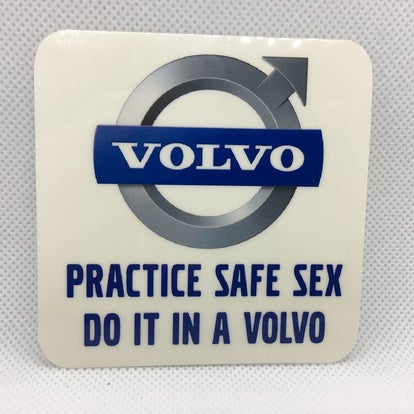 VOLVO
PRACTICE SAFE SEX
DO IT IN A VOLVO